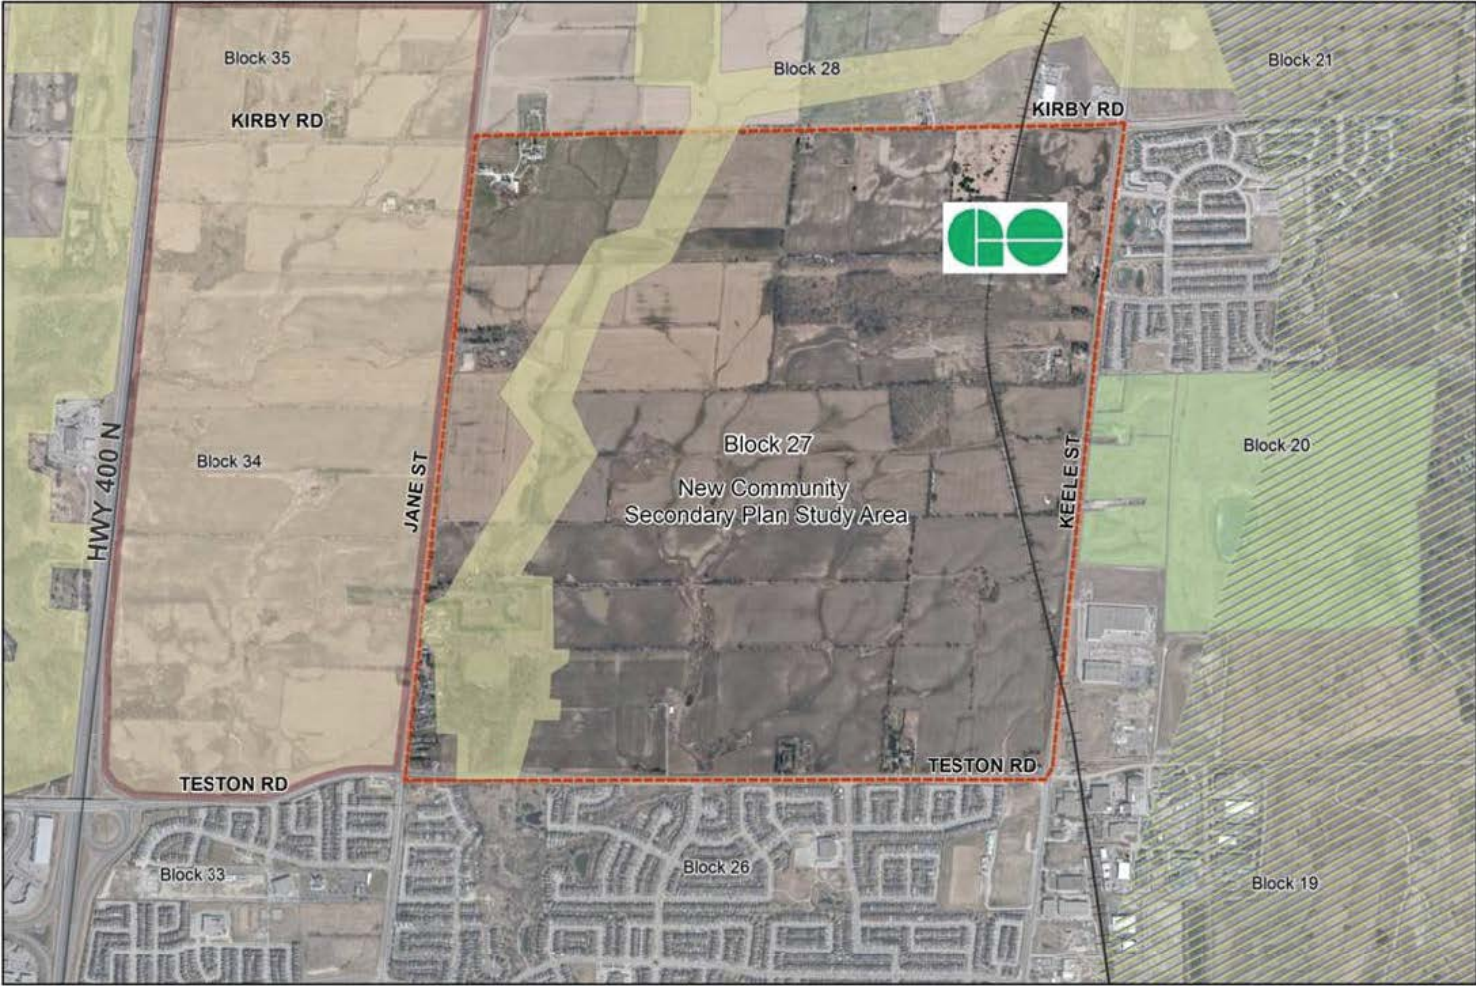 Block 35
Block 28
Block 21
KIRBY RD
KIRBY RD
GO
Block 27
New Community
Secondary Plan Study Area
Block 34
Block 20
HWY 400 N
JANE ST
KEELE ST
TESTON RD
TESTON RD
Block 33
Block 26
Block 19